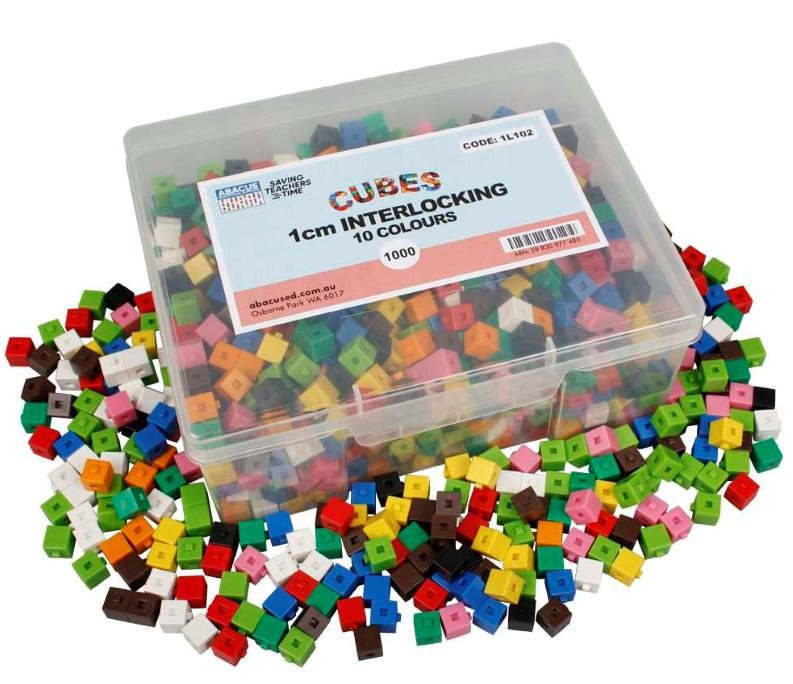 CODE: 1L102
ABACUS
SAVING
TEACHERS
TIME
CUBES
1cm INTERLOCKING
10 COLOURS
1000
ABN: 59 820 977 485
abacused.com.au
Osborne Park WA 6017